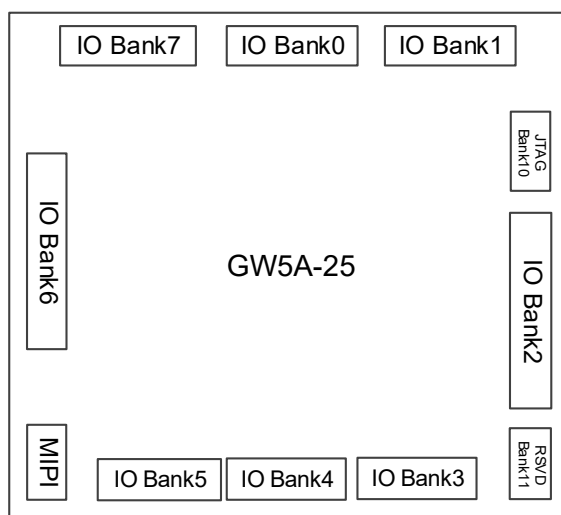 IO Bank7
IO Bank0
IO Bank1
JTAG
Bank10
IO Bank6
GW5A-25
IO Bank2
MIPI
IO Bank5
IO Bank4
IO Bank3
RSVD
Bank11